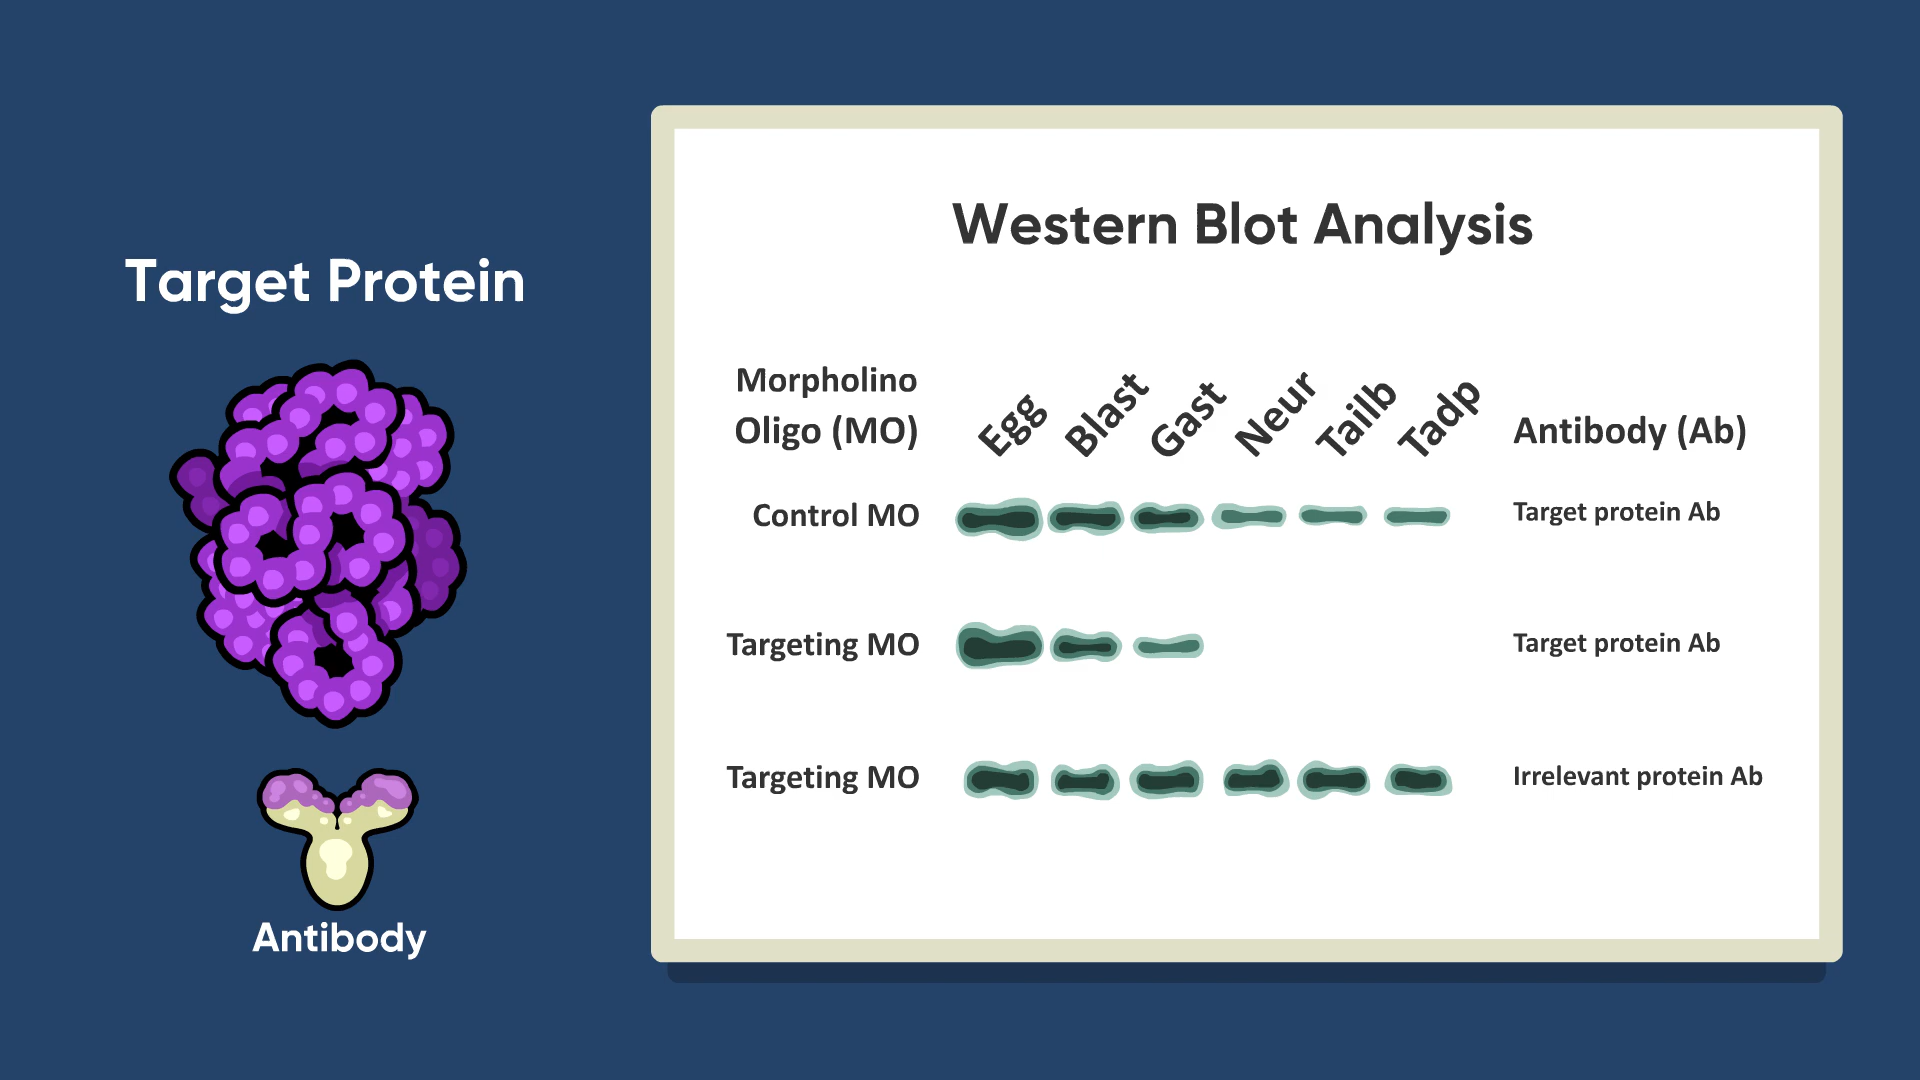 Target Protein
Antibody
Western Blot Analysis
Morpholino
Oligo (MO)
Egg
Blast
Gast
Neur
Tailb
Tadp
Antibody (Ab)
Control MO
Target protein Ab
Targeting MO
Target protein Ab
Targeting MO
Irrelevant protein Ab